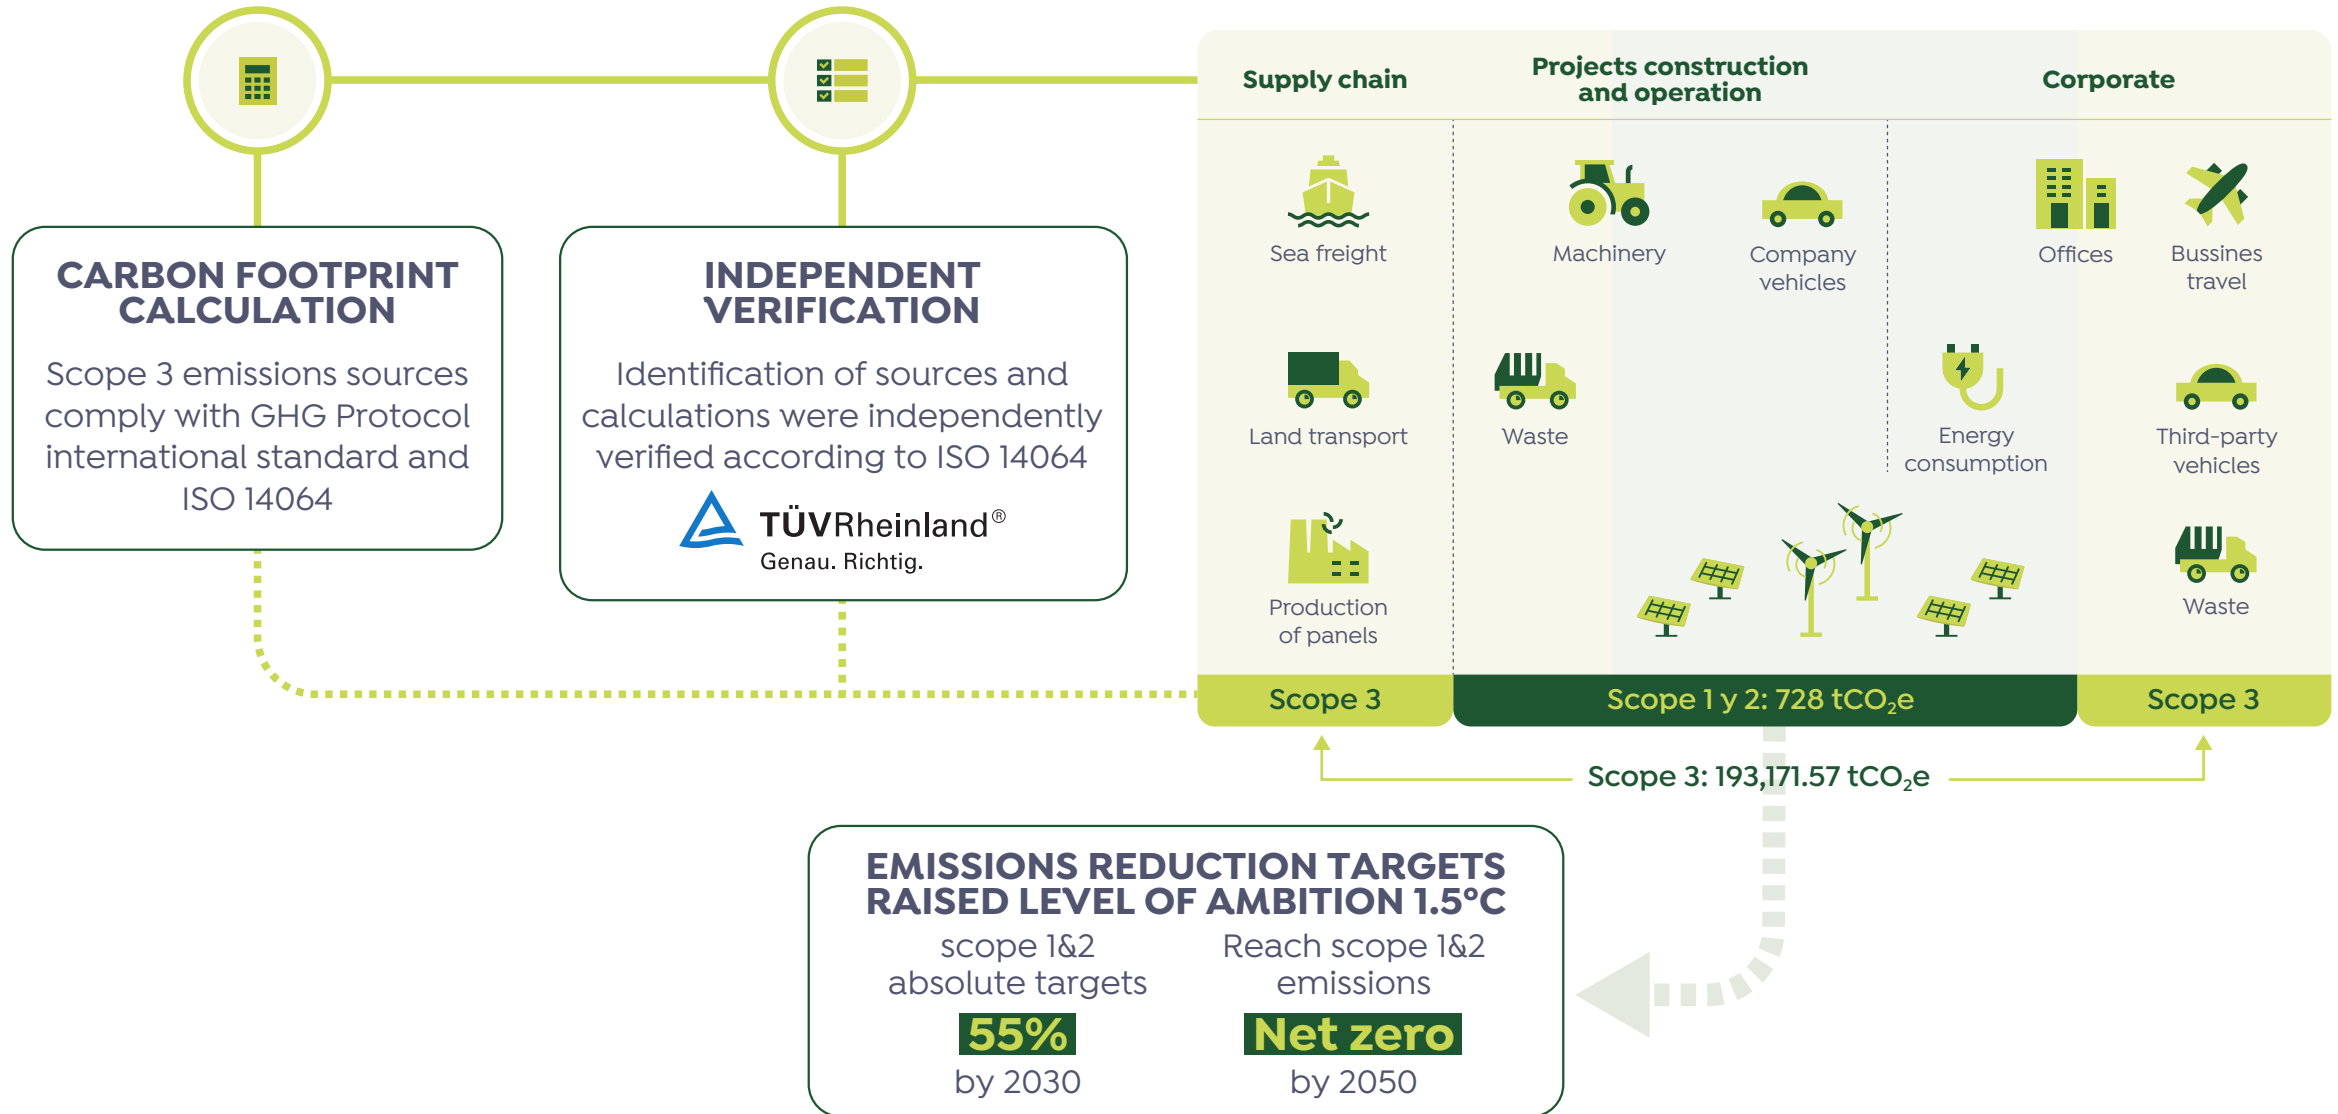 CARBON FOOTPRINT
CALCULATION
Scope 3 emissions sources
comply with GHG Protocol
international standard and
ISO 14064
INDEPENDENT
VERIFICATION
Identification of sources and
calculations were independently
verified according to ISO 14064
TÜVRheinland®
Genau. Richtig.
Supply chain
Projects construction
and operation
Corporate
Sea freight
Machinery
Company
vehicles
Offices
Bussines
travel
Land transport
Waste
Energy
consumption
Third-party
vehicles
Production
of panels
Waste
Scope 3
Scope 1 y 2: 728 tCO₂e
Scope 3
Scope 3: 193,171.57 tCO₂e
EMISSIONS REDUCTION TARGETS
RAISED LEVEL OF AMBITION 1.5ºC
scope 1&2
absolute targets
55%
by 2030
Reach scope 1&2
emissions
Net zero
by 2050